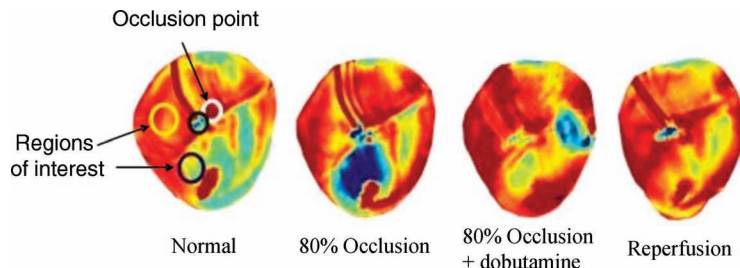 Occlusion point
Regions
of interest
Normal
80% Occlusion
80% Occlusion
+ dobutamine
Reperfusion